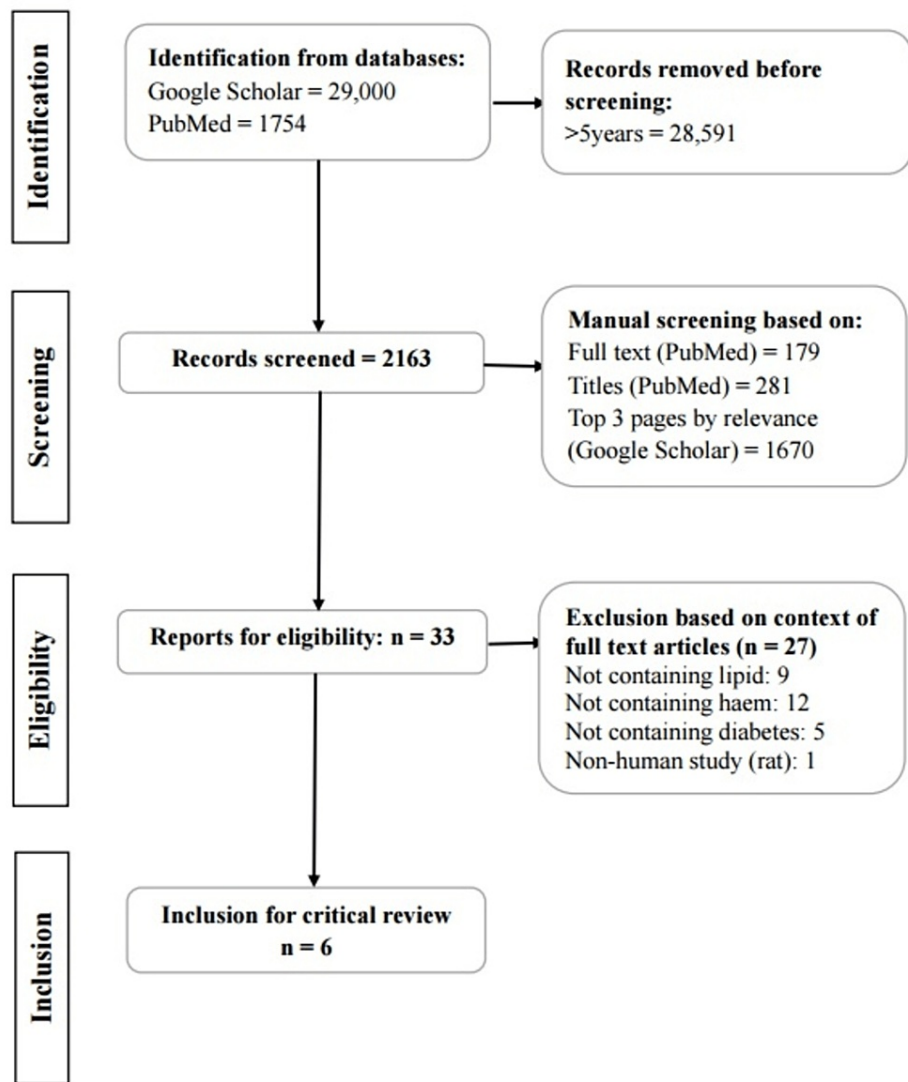 Identification
Identification from databases:
Google Scholar = 29,000
PubMed = 1754
Records removed before
screening:
>5years = 28,591
Screening
Records screened = 2163
Manual screening based on:
Full text (PubMed) = 179
Titles (PubMed) = 281
Top 3 pages by relevance
(Google Scholar) = 1670
Eligibility
Reports for eligibility: n = 33
Exclusion based on context of
full text articles (n = 27)
Not containing lipid: 9
Not containing haem: 12
Not containing diabetes: 5
Non-human study (rat): 1
Inclusion
Inclusion for critical review
n = 6